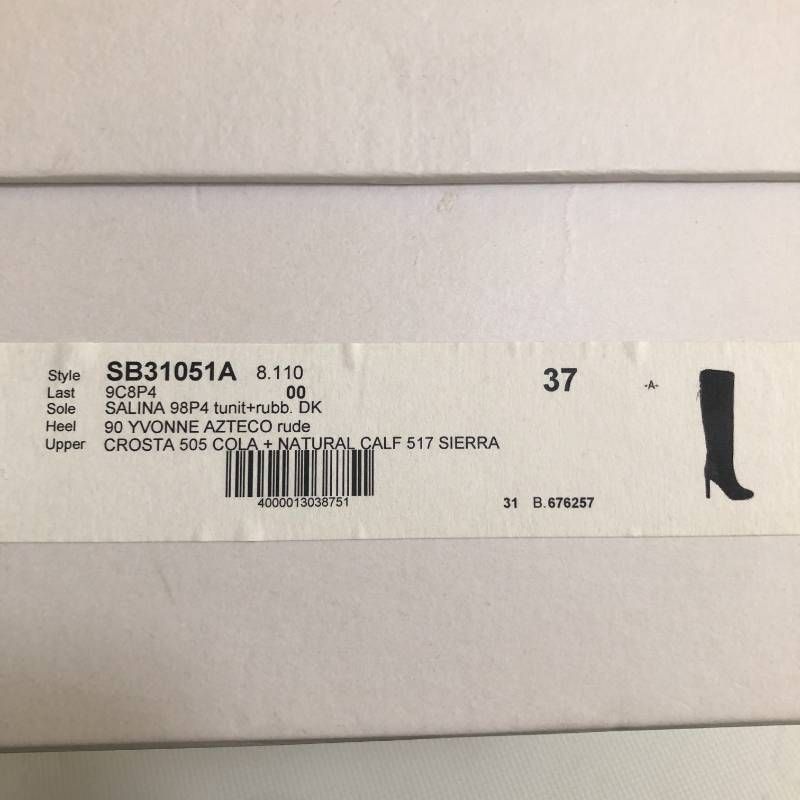 Style SB31051A 8.110
Last 9C8P4 00
Sole SALINA 98P4 tunit+rubb. DK
Heel 90 YVONNE AZTECO rude
Upper CROSTA 505 COLA + NATURAL CALF 517 SIERRA
4000013038751
37 -A-
31 B.676257